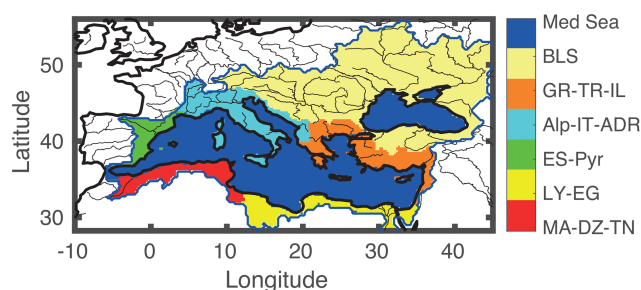 Med Sea
BLS
GR-TR-IL
Alp-IT-ADR
ES-Pyr
LY-EG
MA-DZ-TN
50
40
30
Latitude
-10 0 10 20 30 40
Longitude